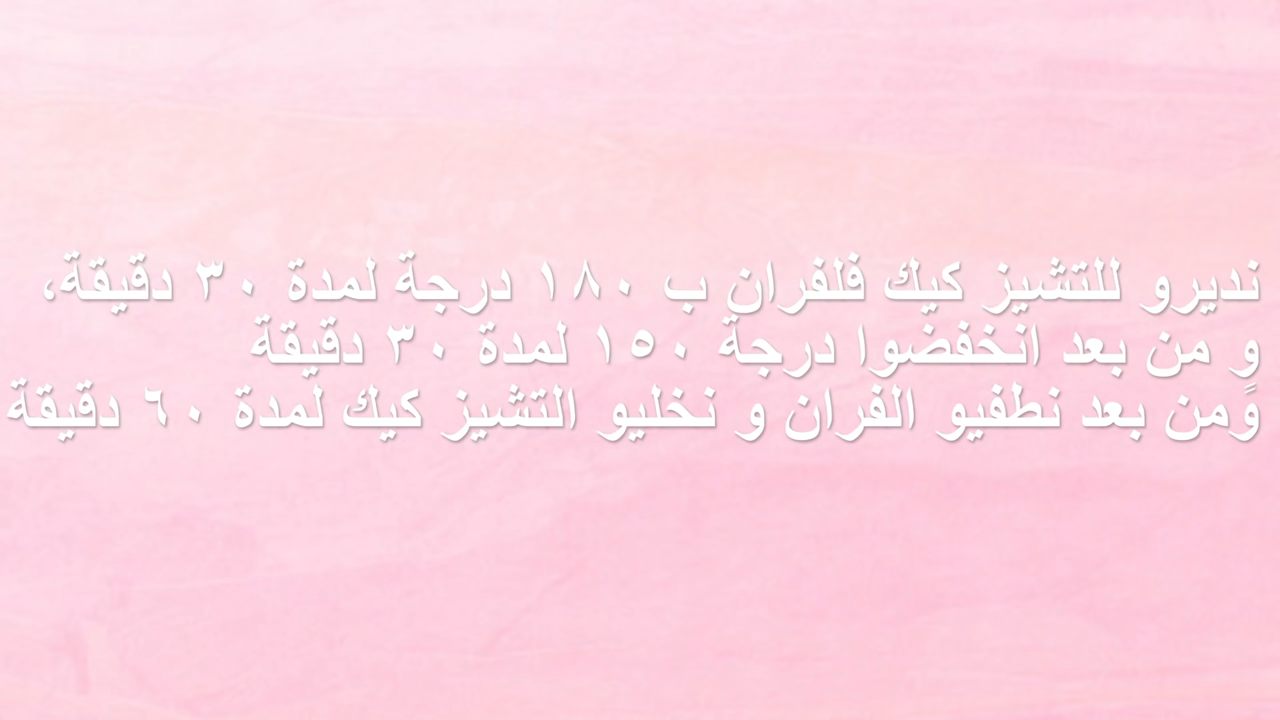 نديرو للتشيز كيك فلفران ب ١٨٠ درجة لمدة ٣٠ دقيقة،
و من بعد انخفضوا درجة ١٥٠ لمدة ٣٠ دقيقة
وًمن بعد نطفيو الفران و نخليو التشيز كيك لمدة ٦٠ دقيقة